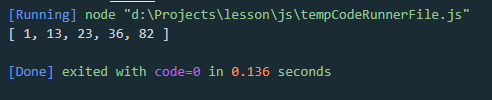 [Running] node "d:\Projects\lesson\js\tempCodeRunnerFile.js"
[ 1, 13, 23, 36, 82 ]
[Done] exited with code=0 in 0.136 seconds